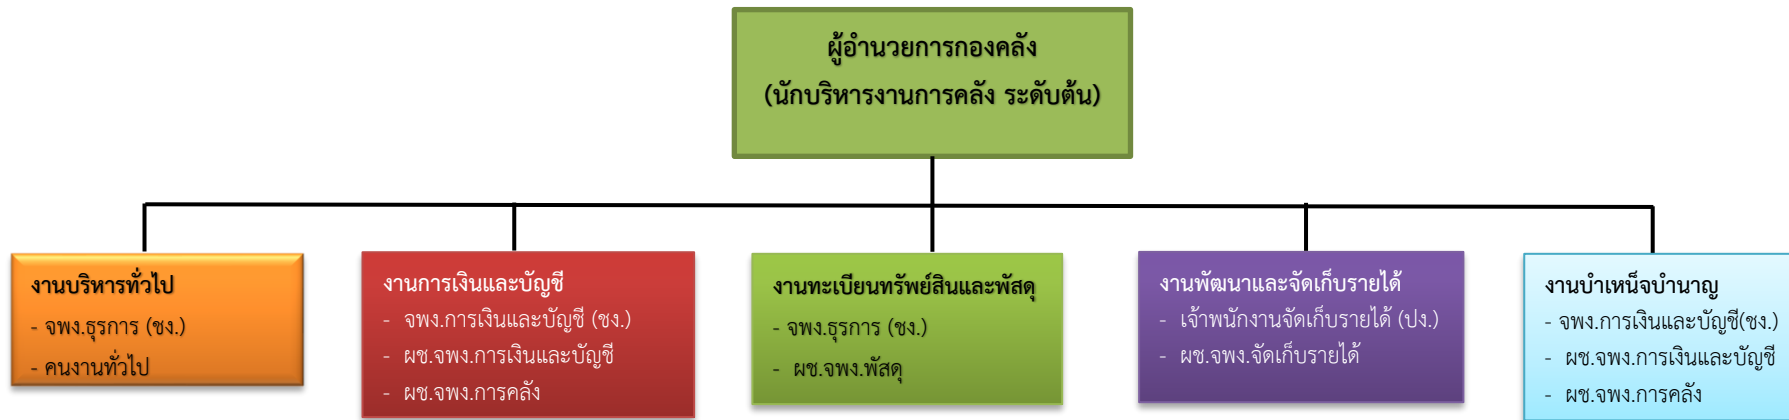 ผู้อำนวยการกองคลัง
(นักบริหารงานการคลัง ระดับต้น)
งานบริหารทั่วไป
- จพง.ธุรการ (ชง.)
- คนงานทั่วไป
งานการเงินและบัญชี
- จพง.การเงินและบัญชี (ชง.)
- ผช.จพง.การเงินและบัญชี
- ผช.จพง.การคลัง
งานทะเบียนทรัพย์สินและพัสดุ
- จพง.ธุรการ (ชง.)
- ผช.จพง.พัสดุ
งานพัฒนาและจัดเก็บรายได้
- เจ้าพนักงานจัดเก็บรายได้ (ปง.)
- ผช.จพง.จัดเก็บรายได้
งานบำเหน็จบำนาญ
- จพง.การเงินและบัญชี(ชง.)
- ผช.จพง.การเงินและบัญชี
- ผช.จพง.การคลัง